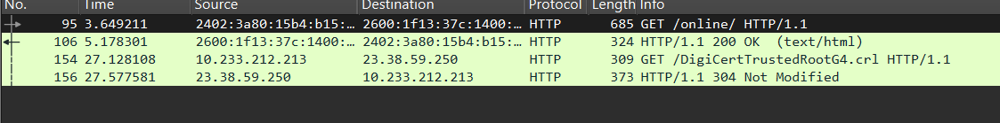 No. Time Source Destination Protocol Length Info
95 3.649211 2402:3a80:15b4:b15:… 2600:1f13:37c:1400:… HTTP 685 GET /online/ HTTP/1.1
106 5.178301 2600:1f13:37c:1400:… 2402:3a80:15b4:b15:… HTTP 324 HTTP/1.1 200 OK (text/html)
154 27.128108 10.233.212.213 23.38.59.250 HTTP 309 GET /DigiCertTrustedRootG4.crl HTTP/1.1
156 27.577581 23.38.59.250 10.233.212.213 HTTP 373 HTTP/1.1 304 Not Modified